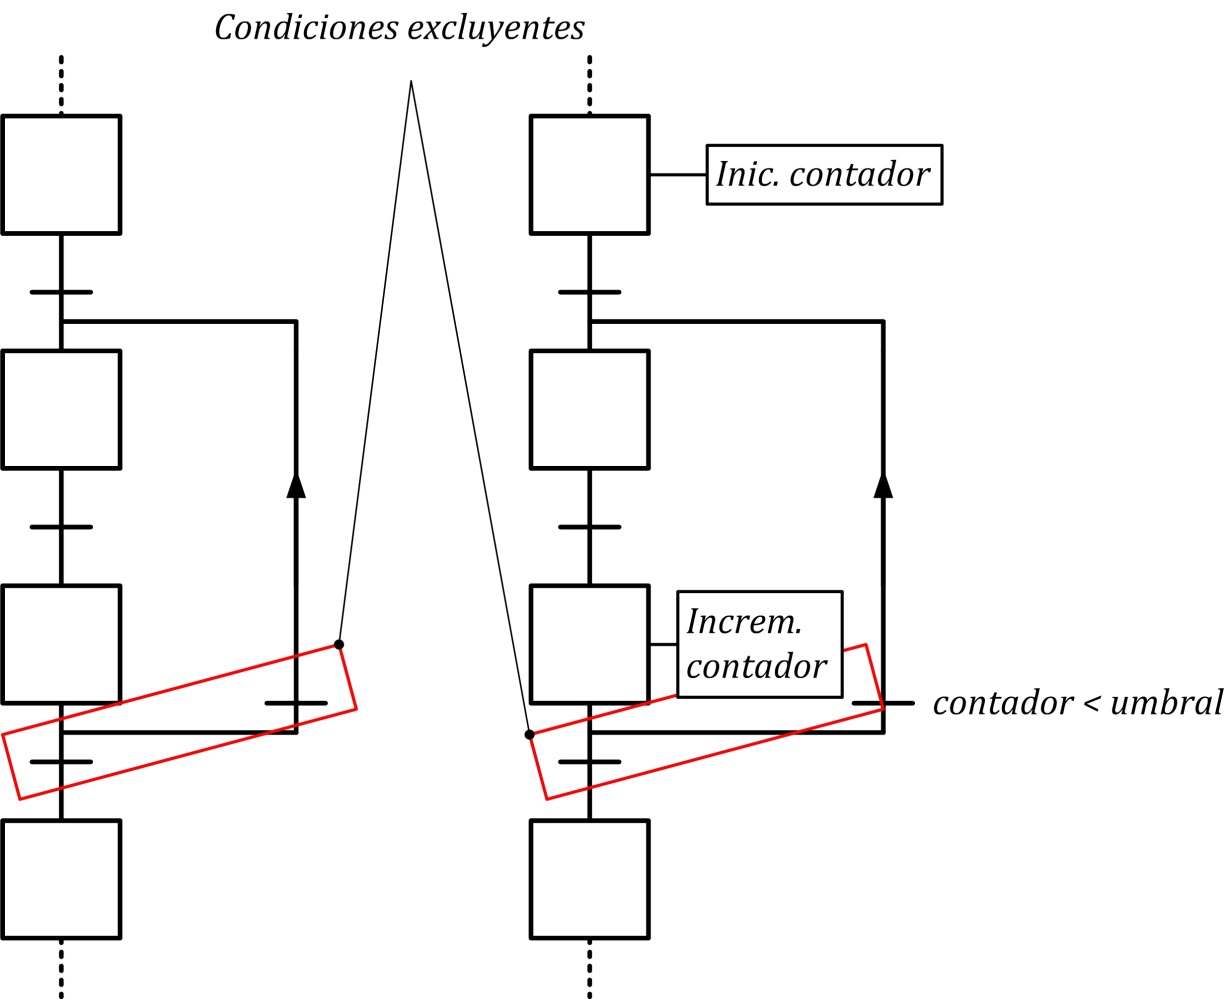 Condiciones excluyentes
Inic. contador
Increm.
contador
contador < umbral